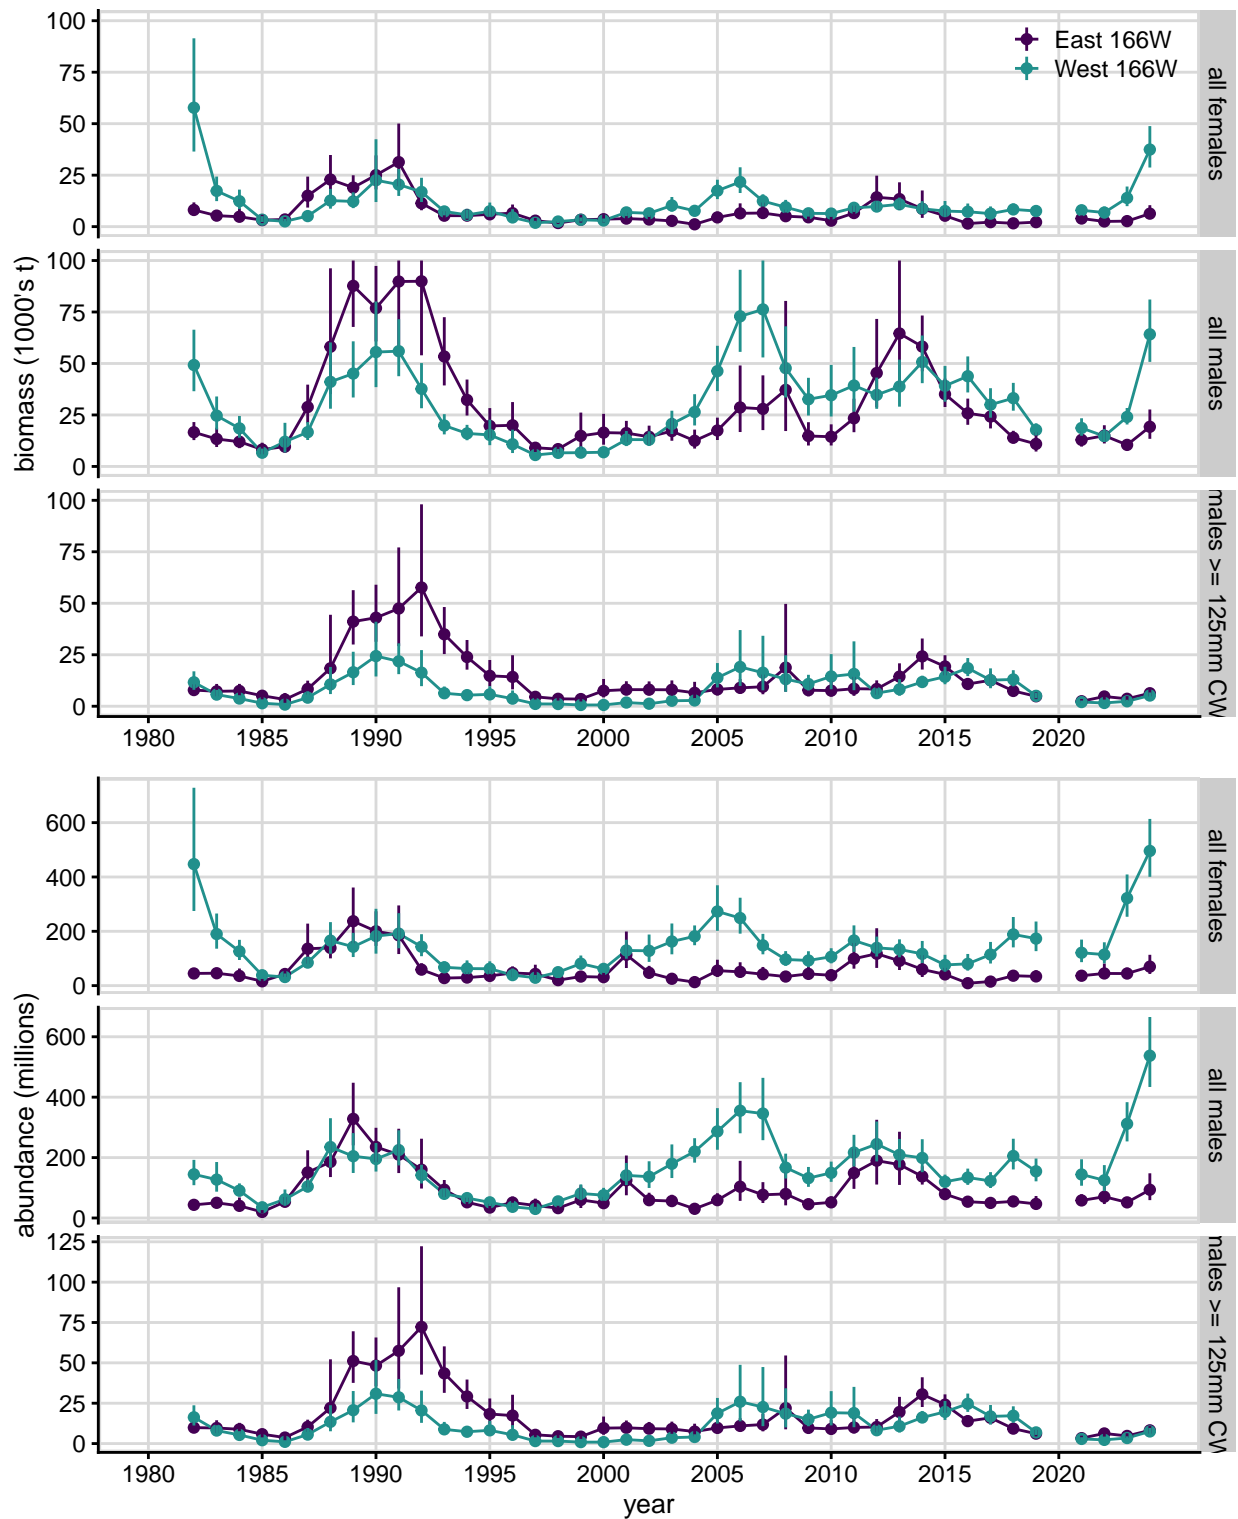 100
75
50
25
0
East 166W
West 166W
all females
biomass (1000's t)
100
75
50
25
0
all males
100
75
50
25
0
males >= 125mm CW
1980 1985 1990 1995 2000 2005 2010 2015 2020
600
400
200
0
all females
abundance (millions)
600
400
200
0
all males
125
100
75
50
25
0
males >= 125mm CW
1980 1985 1990 1995 2000 2005 2010 2015 2020
year